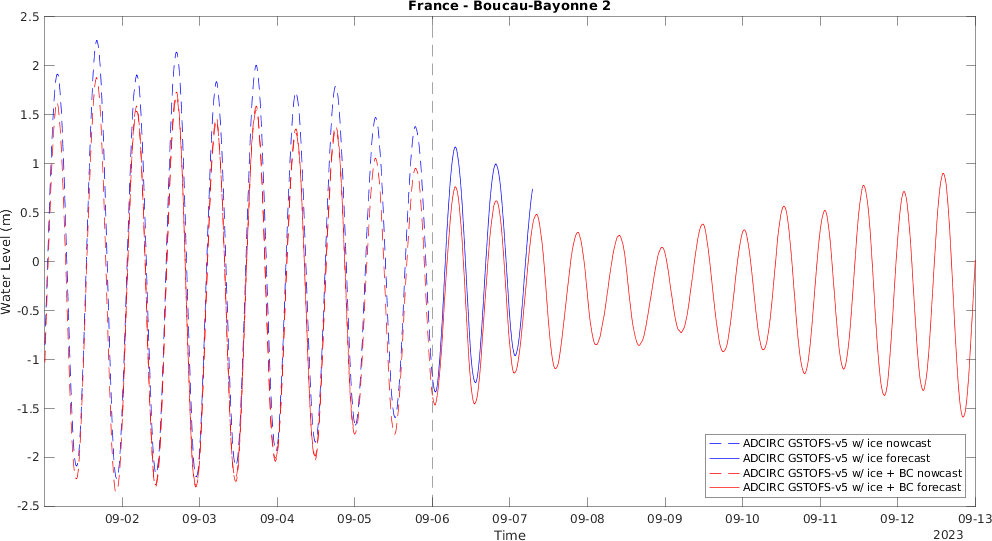 France - Boucau-Bayonne 2
2.5
2
1.5
1
0.5
0
-0.5
-1
-1.5
-2
-2.5
Water Level (m)
ADCIRC GSTOFS-v5 w/ ice nowcast
ADCIRC GSTOFS-v5 w/ ice forecast
ADCIRC GSTOFS-v5 w/ ice + BC nowcast
ADCIRC GSTOFS-v5 w/ ice + BC forecast
09-02 09-03 09-04 09-05 09-06 09-07 09-08 09-09 09-10 09-11 09-12 09-13
Time
2023